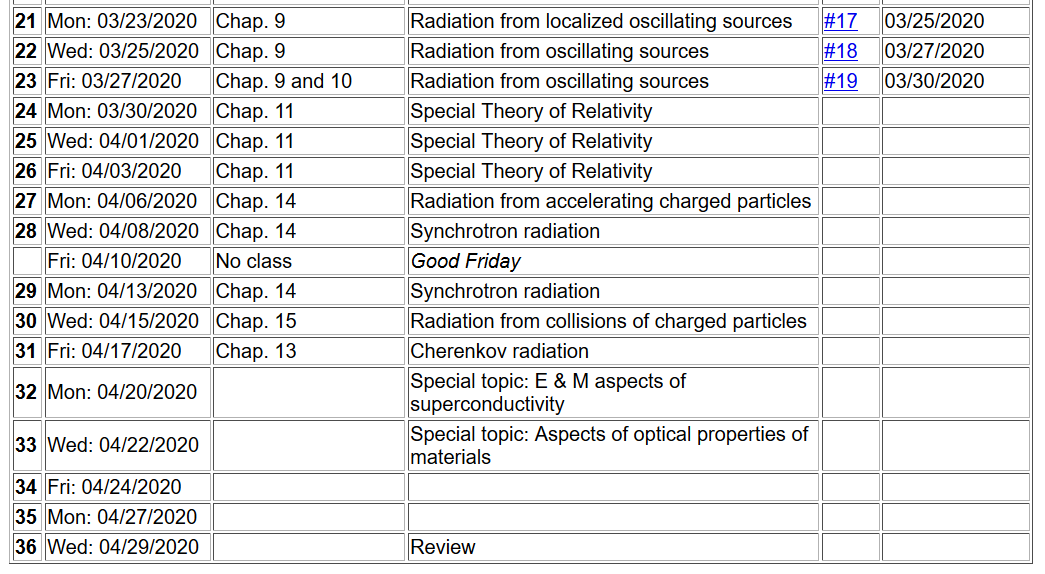 21 Mon: 03/23/2020 Chap. 9 Radiation from localized oscillating sources #17 03/25/2020
22 Wed: 03/25/2020 Chap. 9 Radiation from oscillating sources #18 03/27/2020
23 Fri: 03/27/2020 Chap. 9 and 10 Radiation from oscillating sources #19 03/30/2020
24 Mon: 03/30/2020 Chap. 11 Special Theory of Relativity
25 Wed: 04/01/2020 Chap. 11 Special Theory of Relativity
26 Fri: 04/03/2020 Chap. 11 Special Theory of Relativity
27 Mon: 04/06/2020 Chap. 14 Radiation from accelerating charged particles
28 Wed: 04/08/2020 Chap. 14 Synchrotron radiation
Fri: 04/10/2020 No class Good Friday
29 Mon: 04/13/2020 Chap. 14 Synchrotron radiation
30 Wed: 04/15/2020 Chap. 15 Radiation from collisions of charged particles
31 Fri: 04/17/2020 Chap. 13 Cherenkov radiation
32 Mon: 04/20/2020 Special topic: E & M aspects of
superconductivity
33 Wed: 04/22/2020 Special topic: Aspects of optical properties of
materials
34 Fri: 04/24/2020
35 Mon: 04/27/2020
36 Wed: 04/29/2020 Review